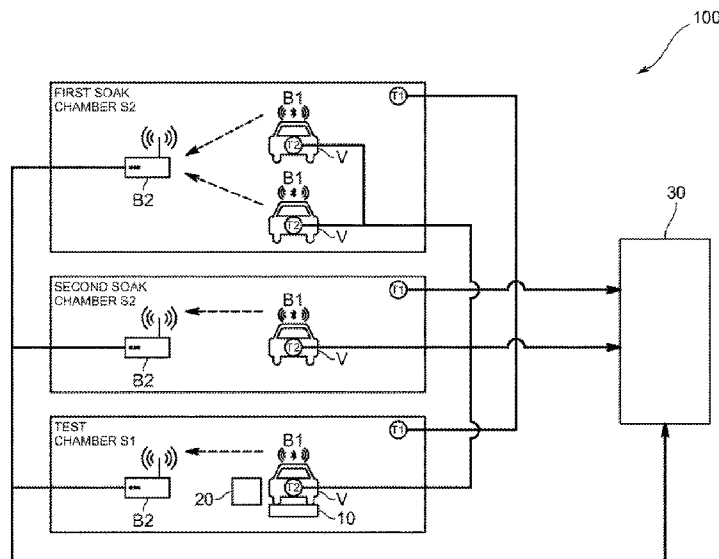 100
FIRST SOAK
CHAMBER S2
B1
T1
T2
V
B2
B1
T2
V
30
SECOND SOAK
CHAMBER S2
B1
T1
T2
V
B2
TEST
CHAMBER S1
B1
T1
T2
V
B2
20
10